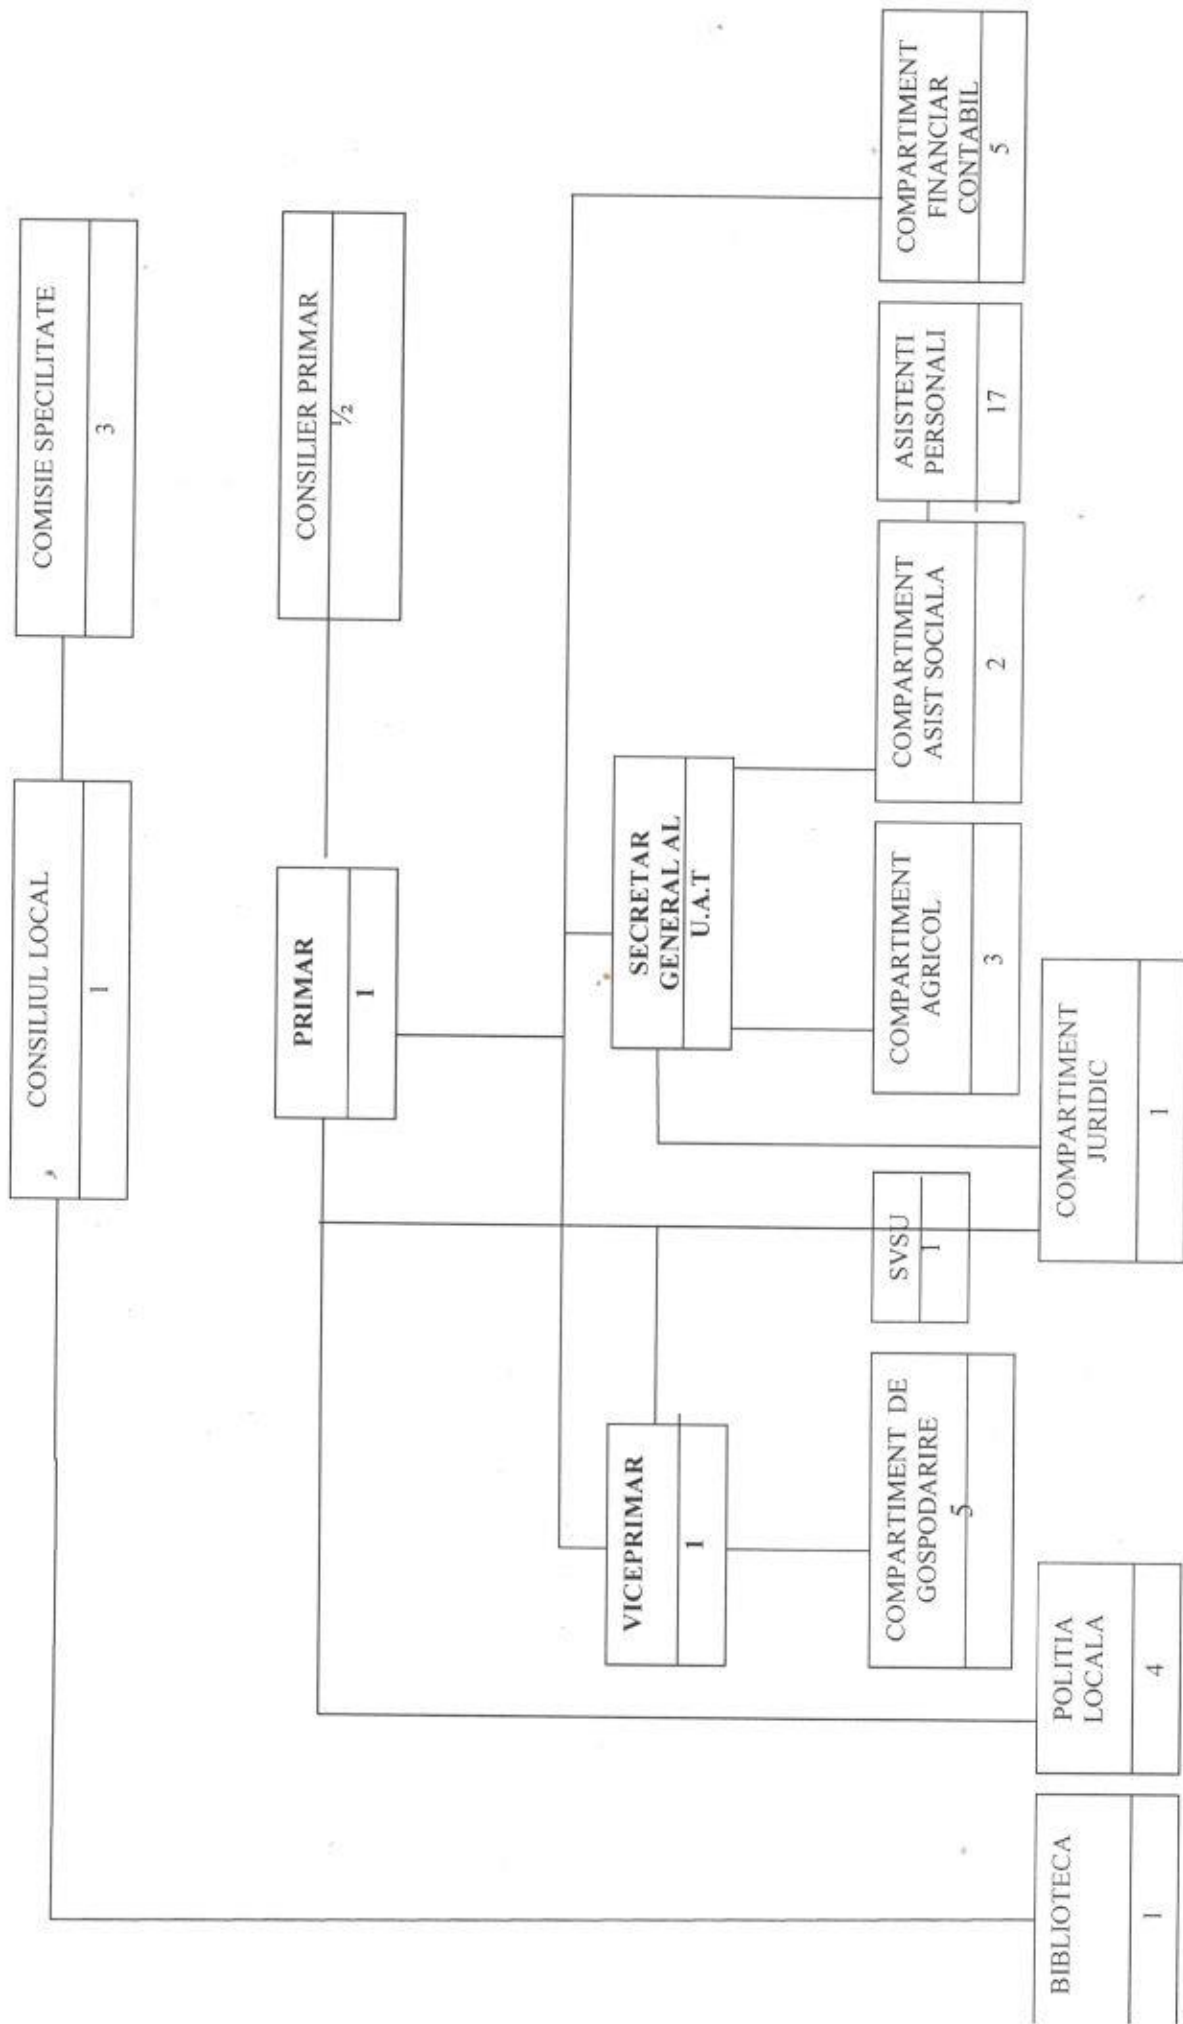 CONSILIUL LOCAL
1
COMISIE SPECILITATE
3
PRIMAR
1
CONSILIER PRIMAR
½
VICEPRIMAR
1
SECRETAR
GENERAL AL
U.A.T
COMPARTIMENT DE
GOSPODARIRE
5
SVSU
1
COMPARTIMENT
AGRICOL
3
COMPARTIMENT
ASIST SOCIALA
2
ASISTENTI
PERSONALI
17
COMPARTIMENT
FINANCIAR
CONTABIL
5
BIBLIOTECA
1
POLITIA
LOCALA
4
COMPARTIMENT
JURIDIC
1